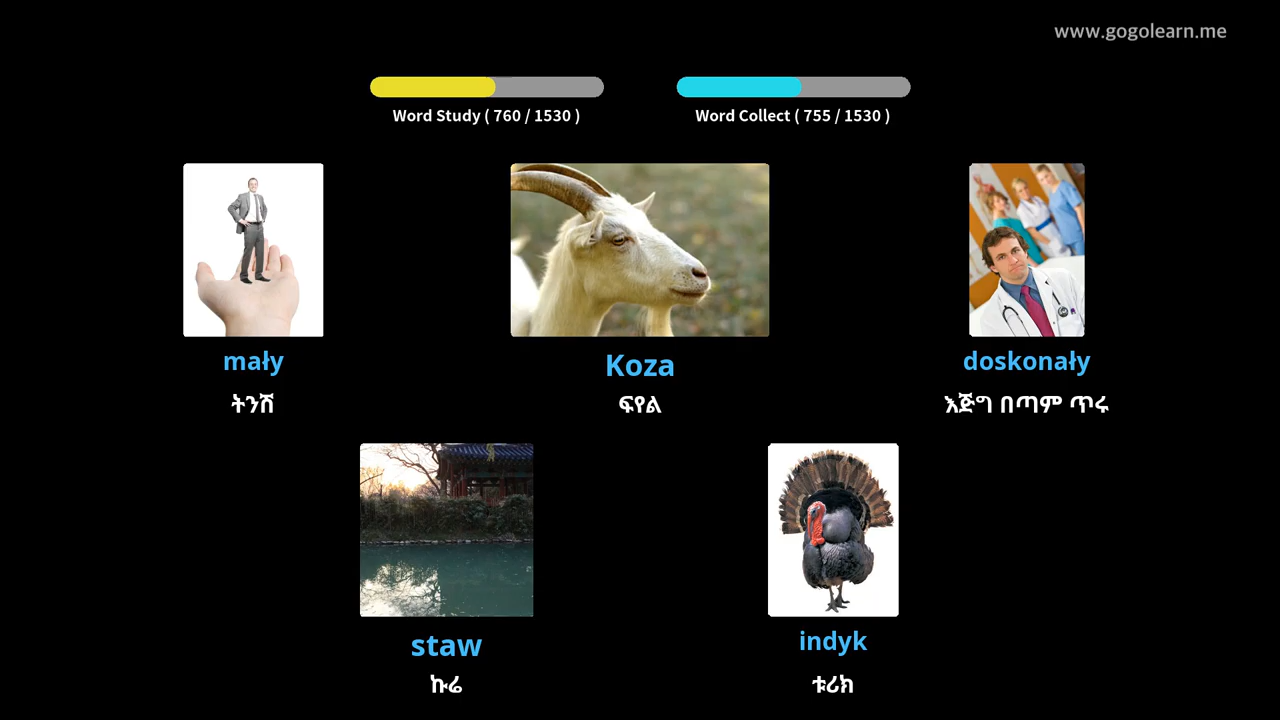 www.gogolearn.me
Word Study ( 760 / 1530 )
Word Collect ( 755 / 1530 )
mały
ትንሽ
Koza
ፍየል
doskonały
እጅግ በጣም ጥሩ
staw
ኩሬ
indyk
ቱሪክ